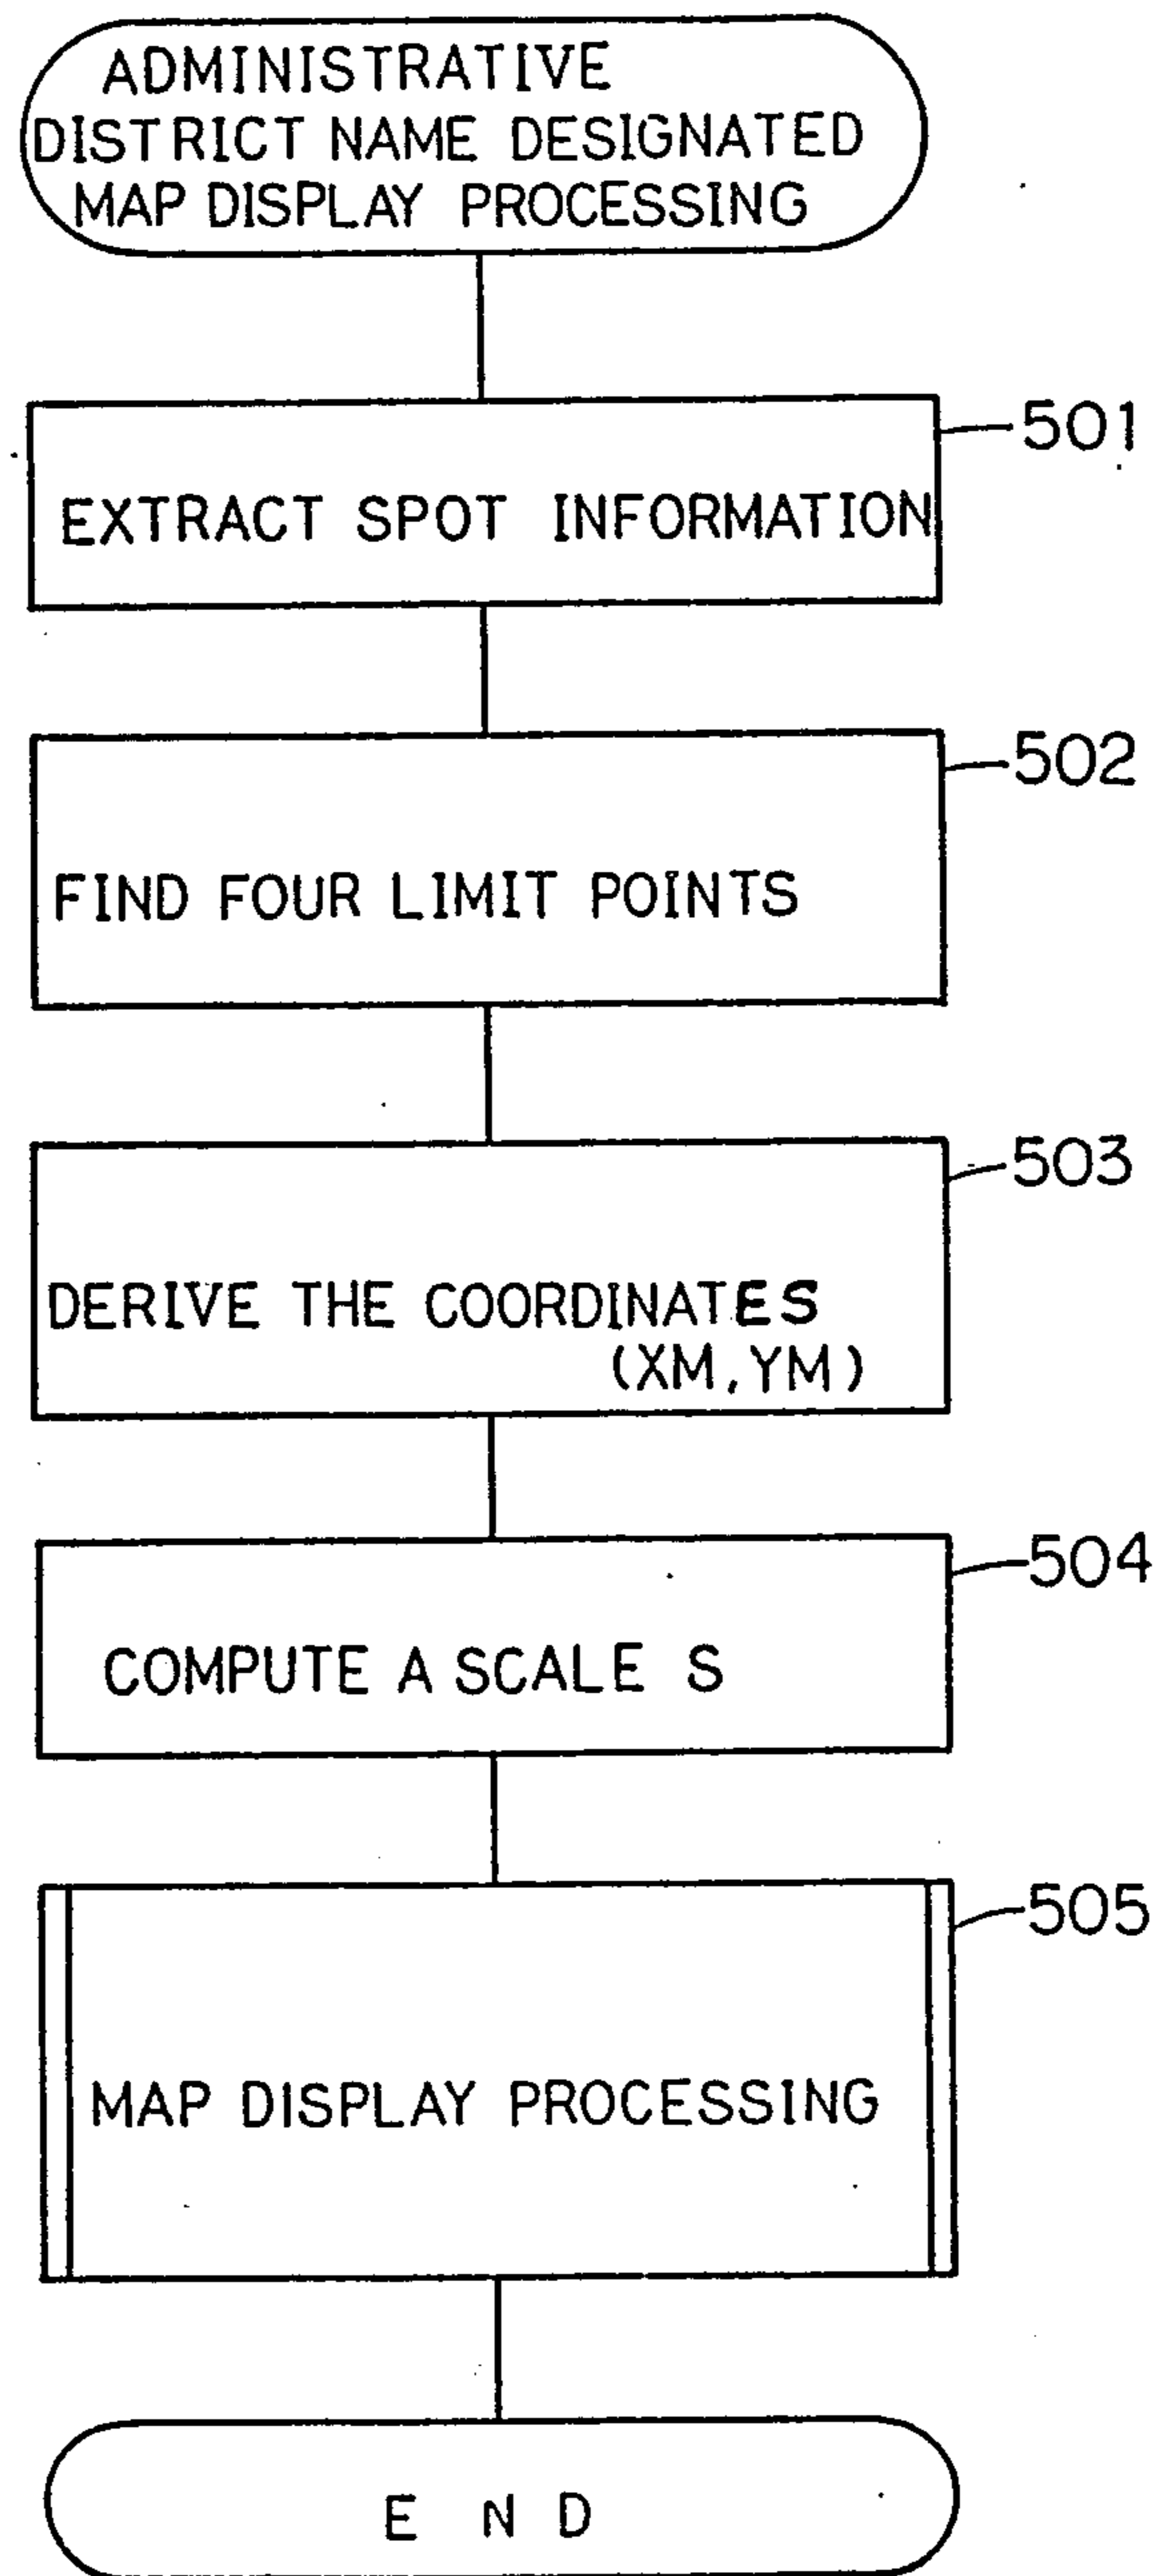 ADMINISTRATIVE
DISTRICT NAME DESIGNATED
MAP DISPLAY PROCESSING
501
EXTRACT SPOT INFORMATION
502
FIND FOUR LIMIT POINTS
503
DERIVE THE COORDINATES
(XM, YM)
504
COMPUTE A SCALE S
505
MAP DISPLAY PROCESSING
END